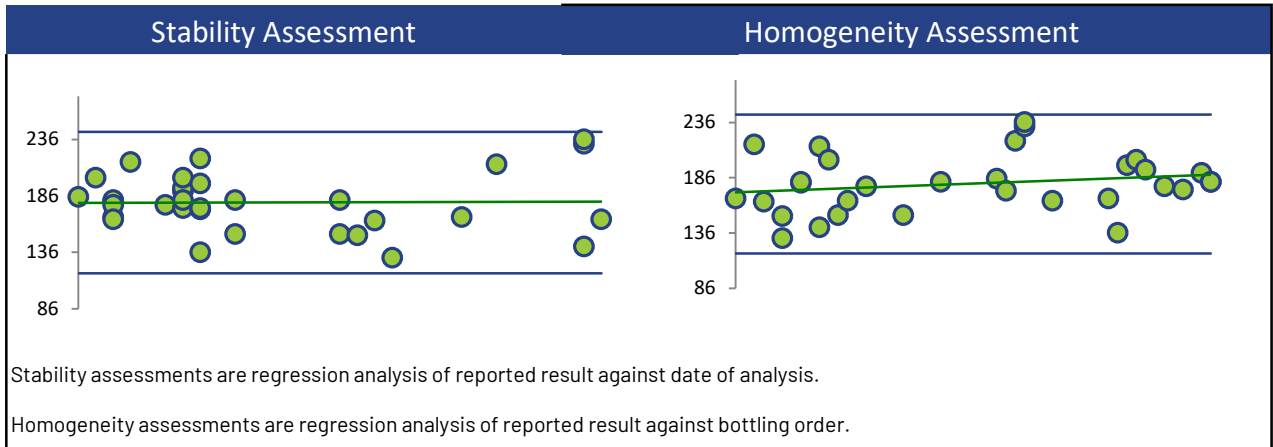 Stability Assessment
Homogeneity Assessment
236
186
136
86
236
186
136
86
Stability assessments are regression analysis of reported result against date of analysis.
Homogeneity assessments are regression analysis of reported result against bottling order.